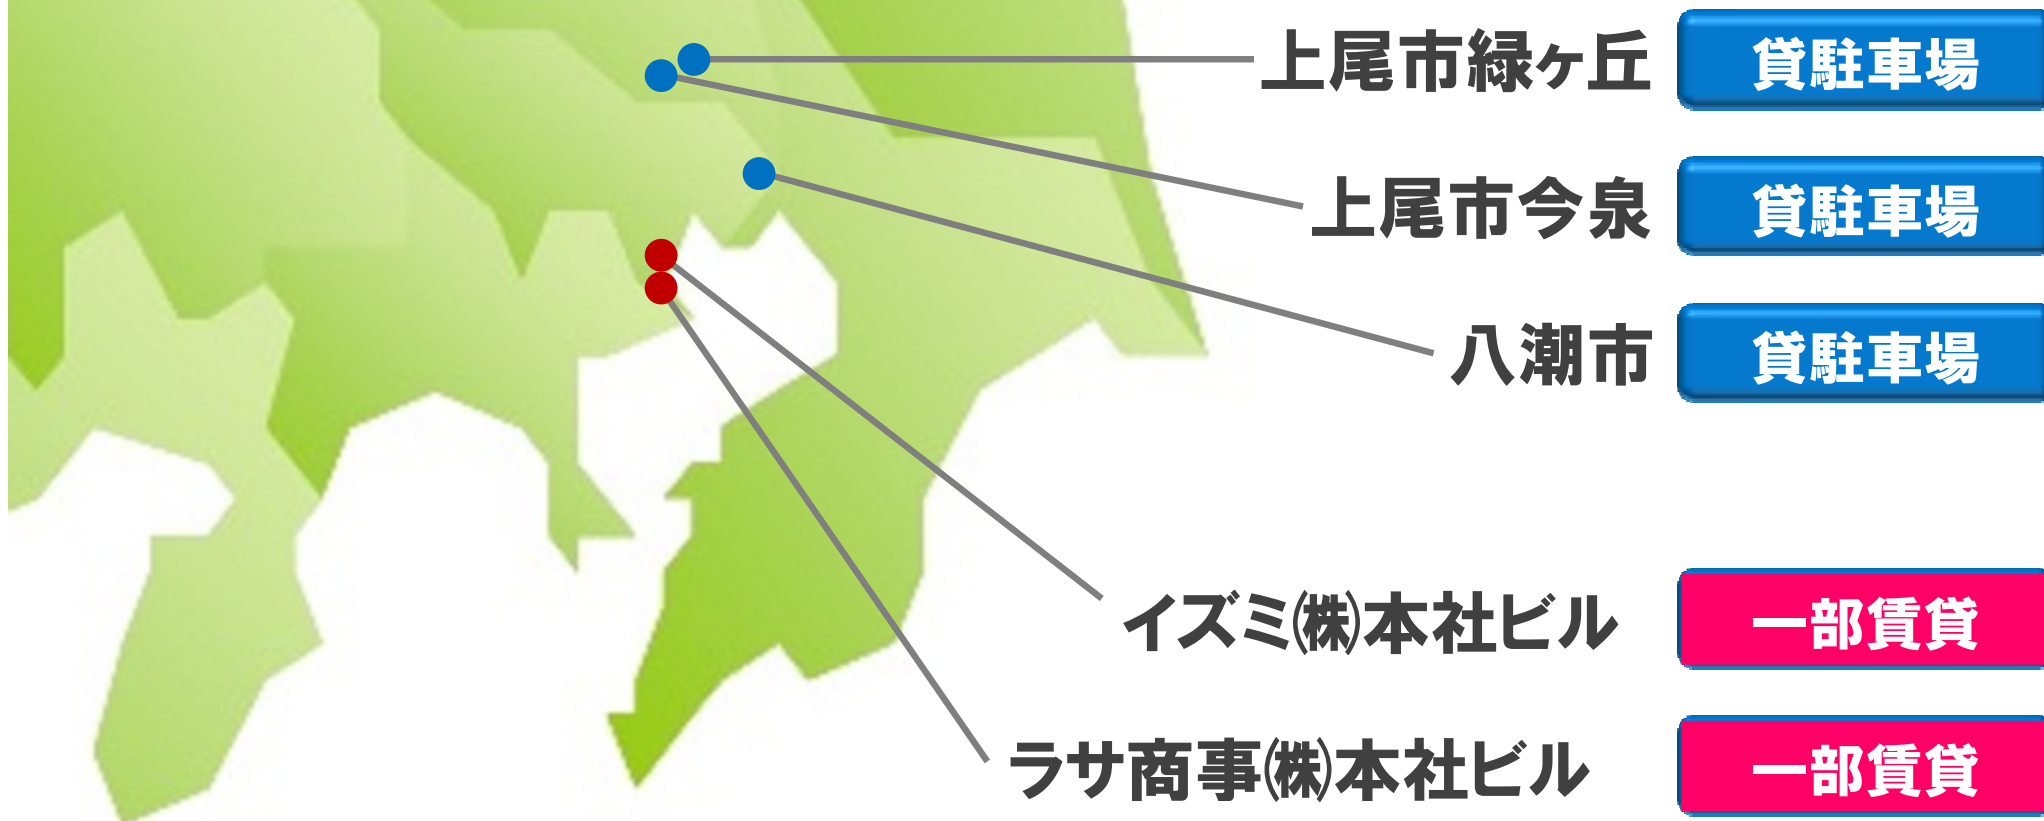 上尾市緑ヶ丘 貸駐車場
上尾市今泉 貸駐車場
八潮市 貸駐車場
イズミ㈱本社ビル 一部賃貸
ラサ商事㈱本社ビル 一部賃貸